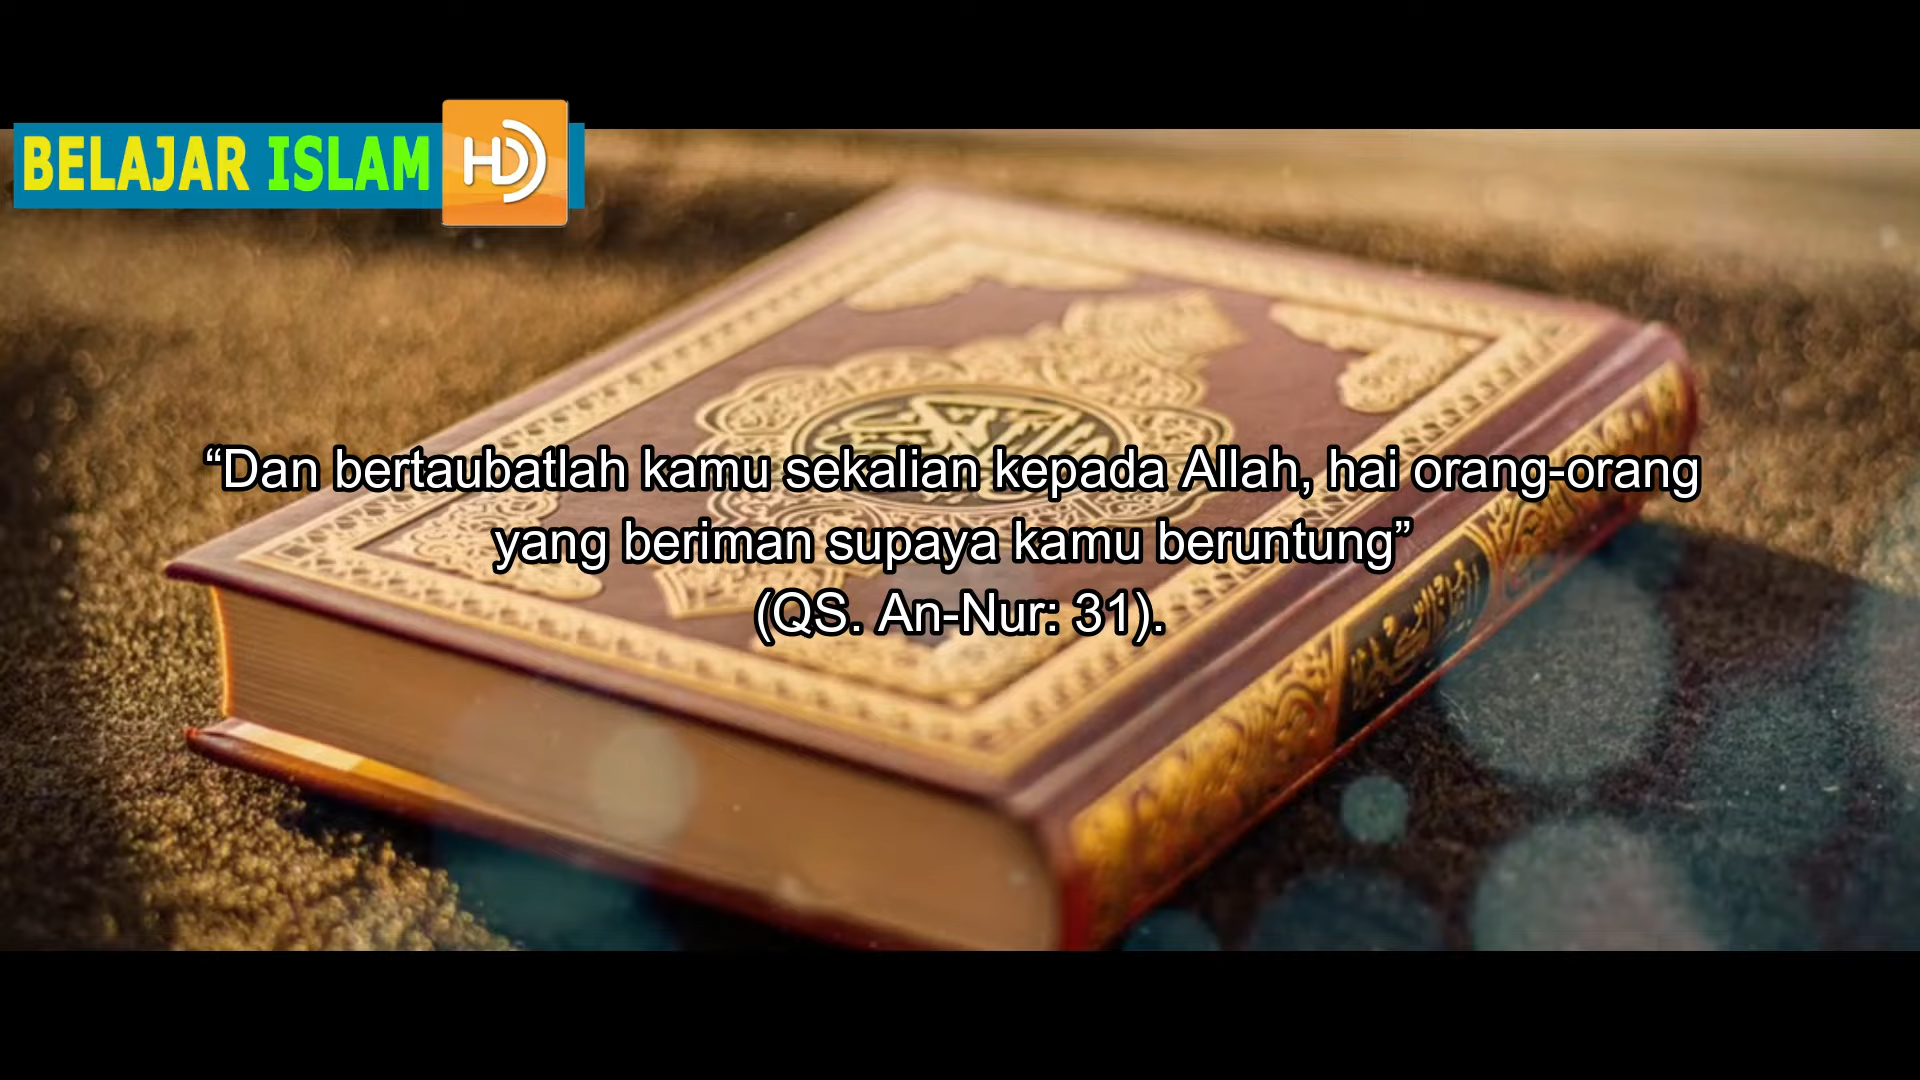 BELAJAR ISLAM HD
“Dan bertaubatlah kamu sekalian kepada Allah, hai orang-orang
yang beriman supaya kamu beruntung”
(QS. An-Nur: 31).